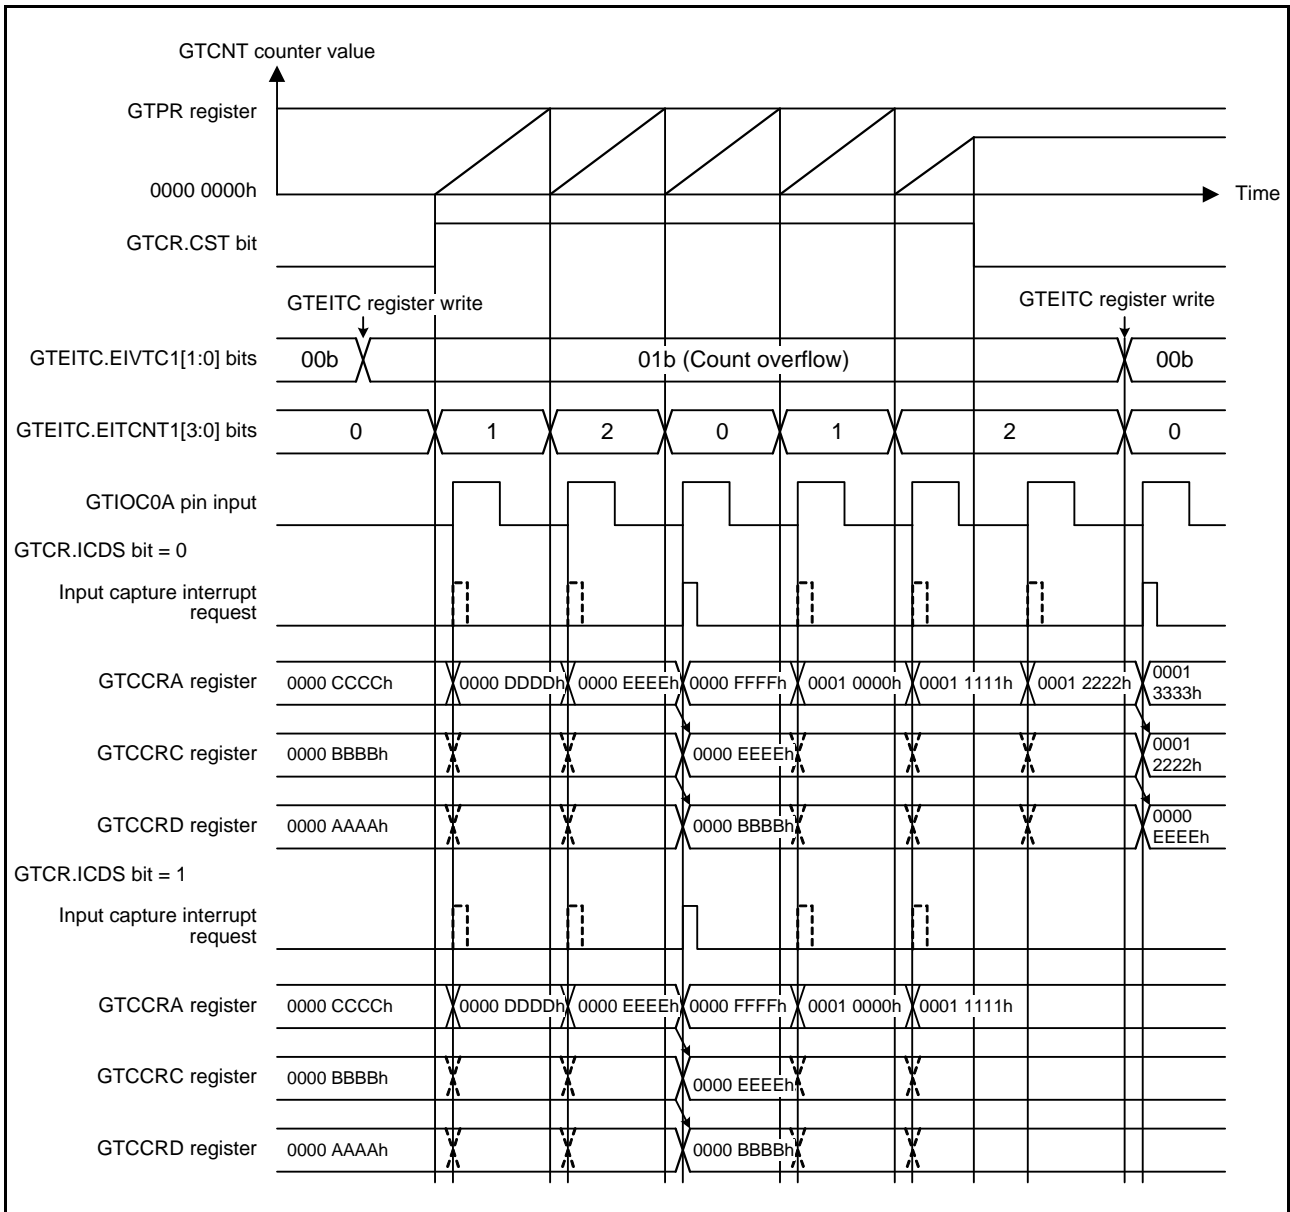 GTCNT counter value
GTPR register
0000 0000h
Time
GTCR.CST bit
GTEITC register write
GTEITC register write
GTEITC.EIVTC1[1:0] bits
00b
01b (Count overflow)
00b
GTEITC.EITCNT1[3:0] bits
0
1
2
0
1
2
0
GTIOC0A pin input
GTCR.ICDS bit = 0
Input capture interrupt
request
GTCCRA register
0000 CCCCh
0000 DDDDh
0000 EEEEh
0000 FFFFh
0001 0000h
0001 1111h
0001 2222h
0001
3333h
GTCCRC register
0000 BBBBh
0000 EEEEh
0001
2222h
GTCCRD register
0000 AAAAh
0000 BBBBh
0000
EEEEh
GTCR.ICDS bit = 1
Input capture interrupt
request
GTCCRA register
0000 CCCCh
0000 DDDDh
0000 EEEEh
0000 FFFFh
0001 0000h
0001 1111h
GTCCRC register
0000 BBBBh
0000 EEEEh
GTCCRD register
0000 AAAAh
0000 BBBBh